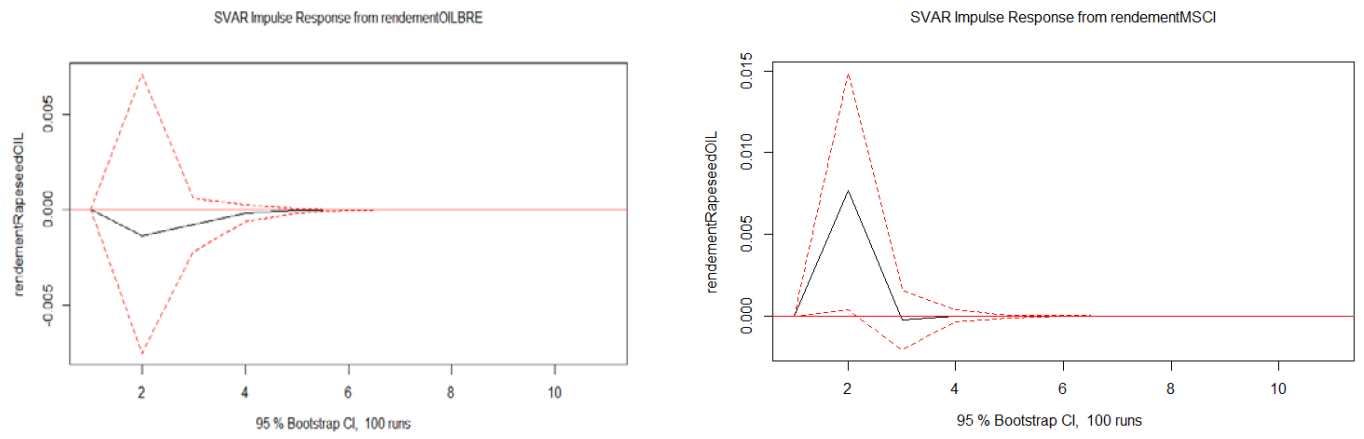 SVAR Impulse Response from rendementOILBRE
rendementRapeseedOIL
0.005
0.000
-0.005
2 4 6 8 10
95 % Bootstrap CI, 100 runs
SVAR Impulse Response from rendementMSCI
rendementRapeseedOIL
0.015
0.010
0.005
0.000
2 4 6 8 10
95 % Bootstrap CI, 100 runs